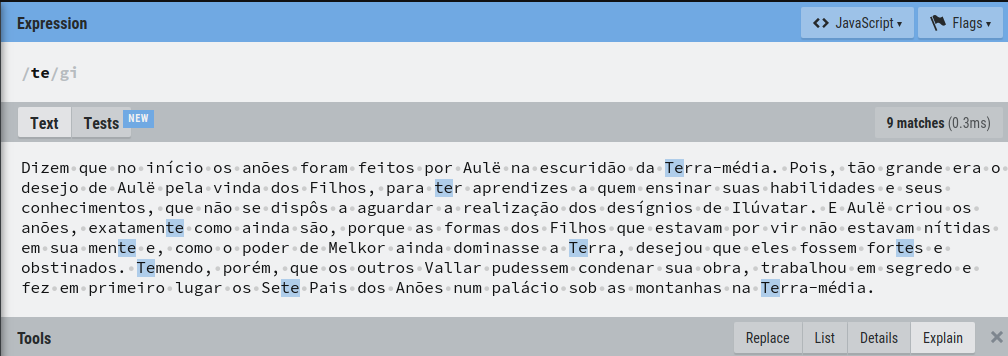 Expression
<> JavaScript ▾ Flags ▾
/te/gi
Text Tests NEW 9 matches (0.3ms)
Dizem que no início os anões foram feitos por Aulë na escuridão da Terra-média. Pois, tão grande era o
desejo de Aulë pela vinda dos Filhos, para ter aprendizes a quem ensinar suas habilidades e seus
conhecimentos, que não se dispôs a aguardar a realização dos desígnios de Ilúvatar. E Aulë criou os
anões, exatamente como ainda são, porque as formas dos Filhos que estavam por vir não estavam nítidas
em sua mente e, como o poder de Melkor ainda dominasse a Terra, desejou que eles fossem fortes e
obstinados. Temendo, porém, que os outros Vallar pudessem condenar sua obra, trabalhou em segredo e
fez em primeiro lugar os Sete Pais dos Anões num palácio sob as montanhas na Terra-média.
Tools Replace List Details Explain ×